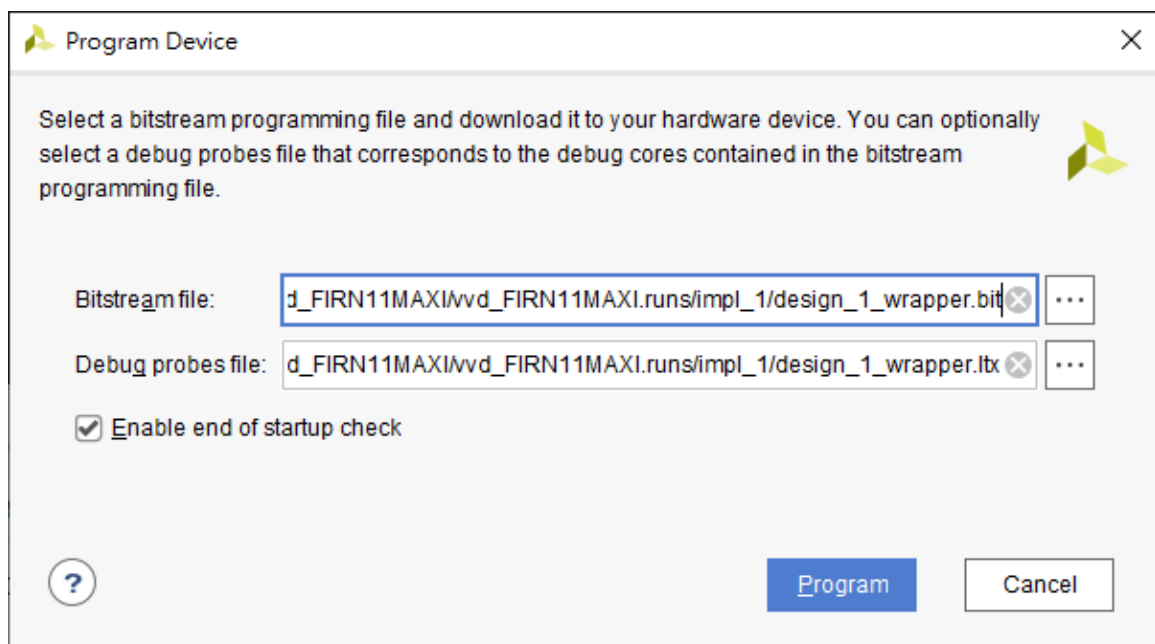 Program Device
Select a bitstream programming file and download it to your hardware device. You can optionally
select a debug probes file that corresponds to the debug cores contained in the bitstream
programming file.
Bitstream file: d_FIRN11MAXI/vvd_FIRN11MAXI.runs/impl_1/design_1_wrapper.bit ...
Debug probes file: d_FIRN11MAXI/vvd_FIRN11MAXI.runs/impl_1/design_1_wrapper.ltx ...
Enable end of startup check
? Program Cancel